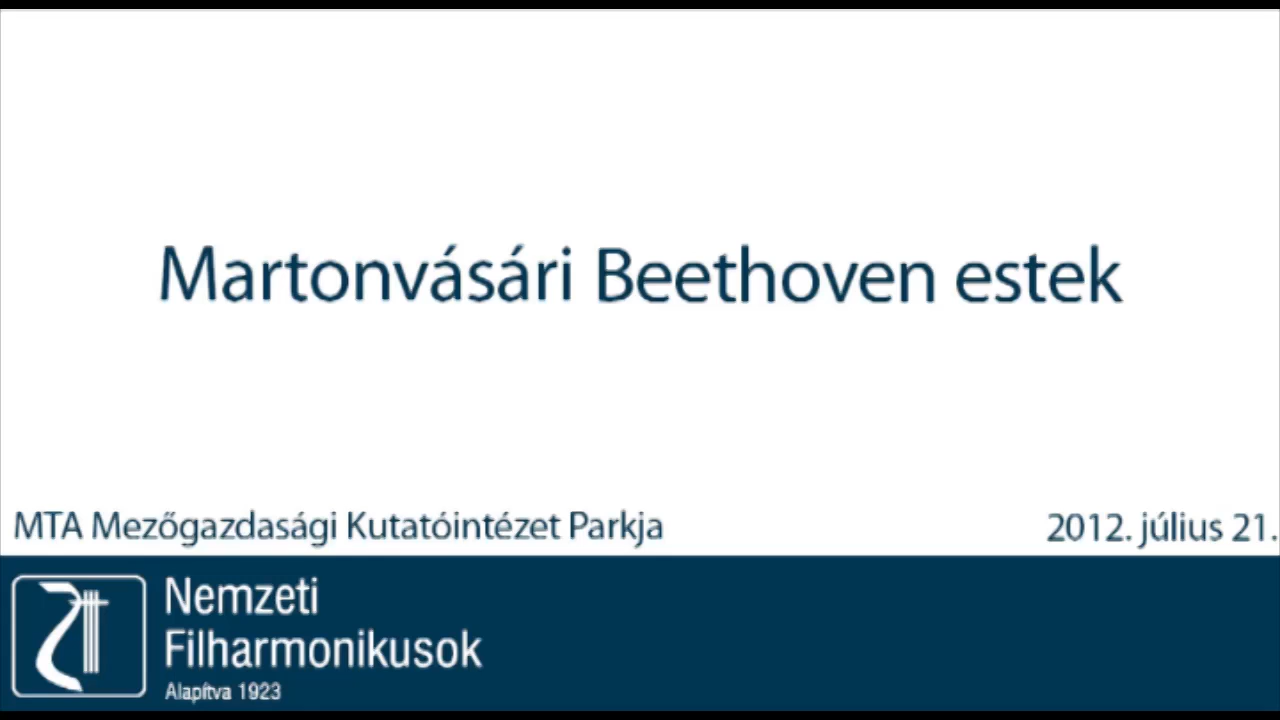 Martonvásári Beethoven estek
MTA Mezőgazdasági Kutatóintézet Parkja
2012. július 21.
Nemzeti
Filharmonikusok
Alapítva 1923